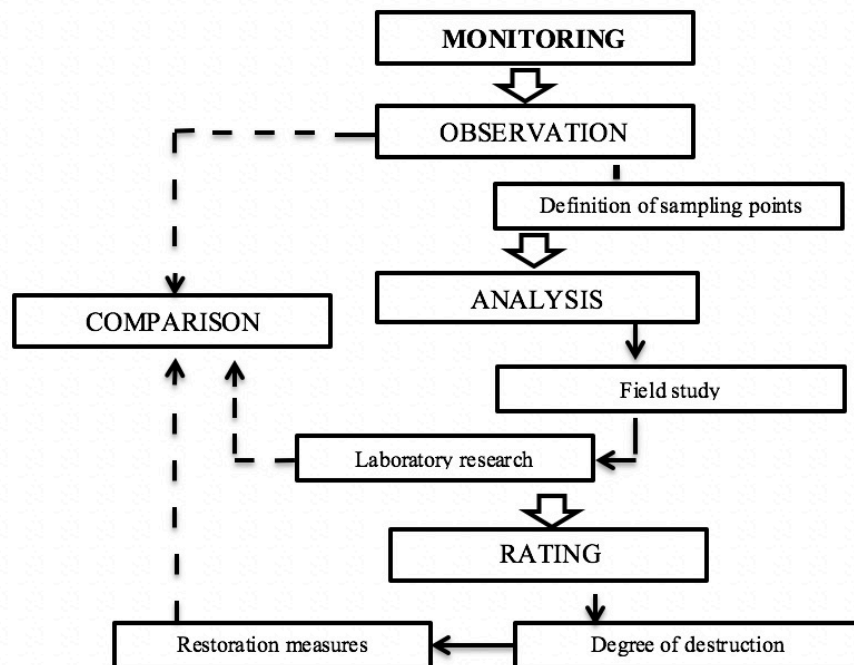 MONITORING
OBSERVATION
Definition of sampling points
ANALYSIS
COMPARISON
Field study
Laboratory research
RATING
Restoration measures
Degree of destruction